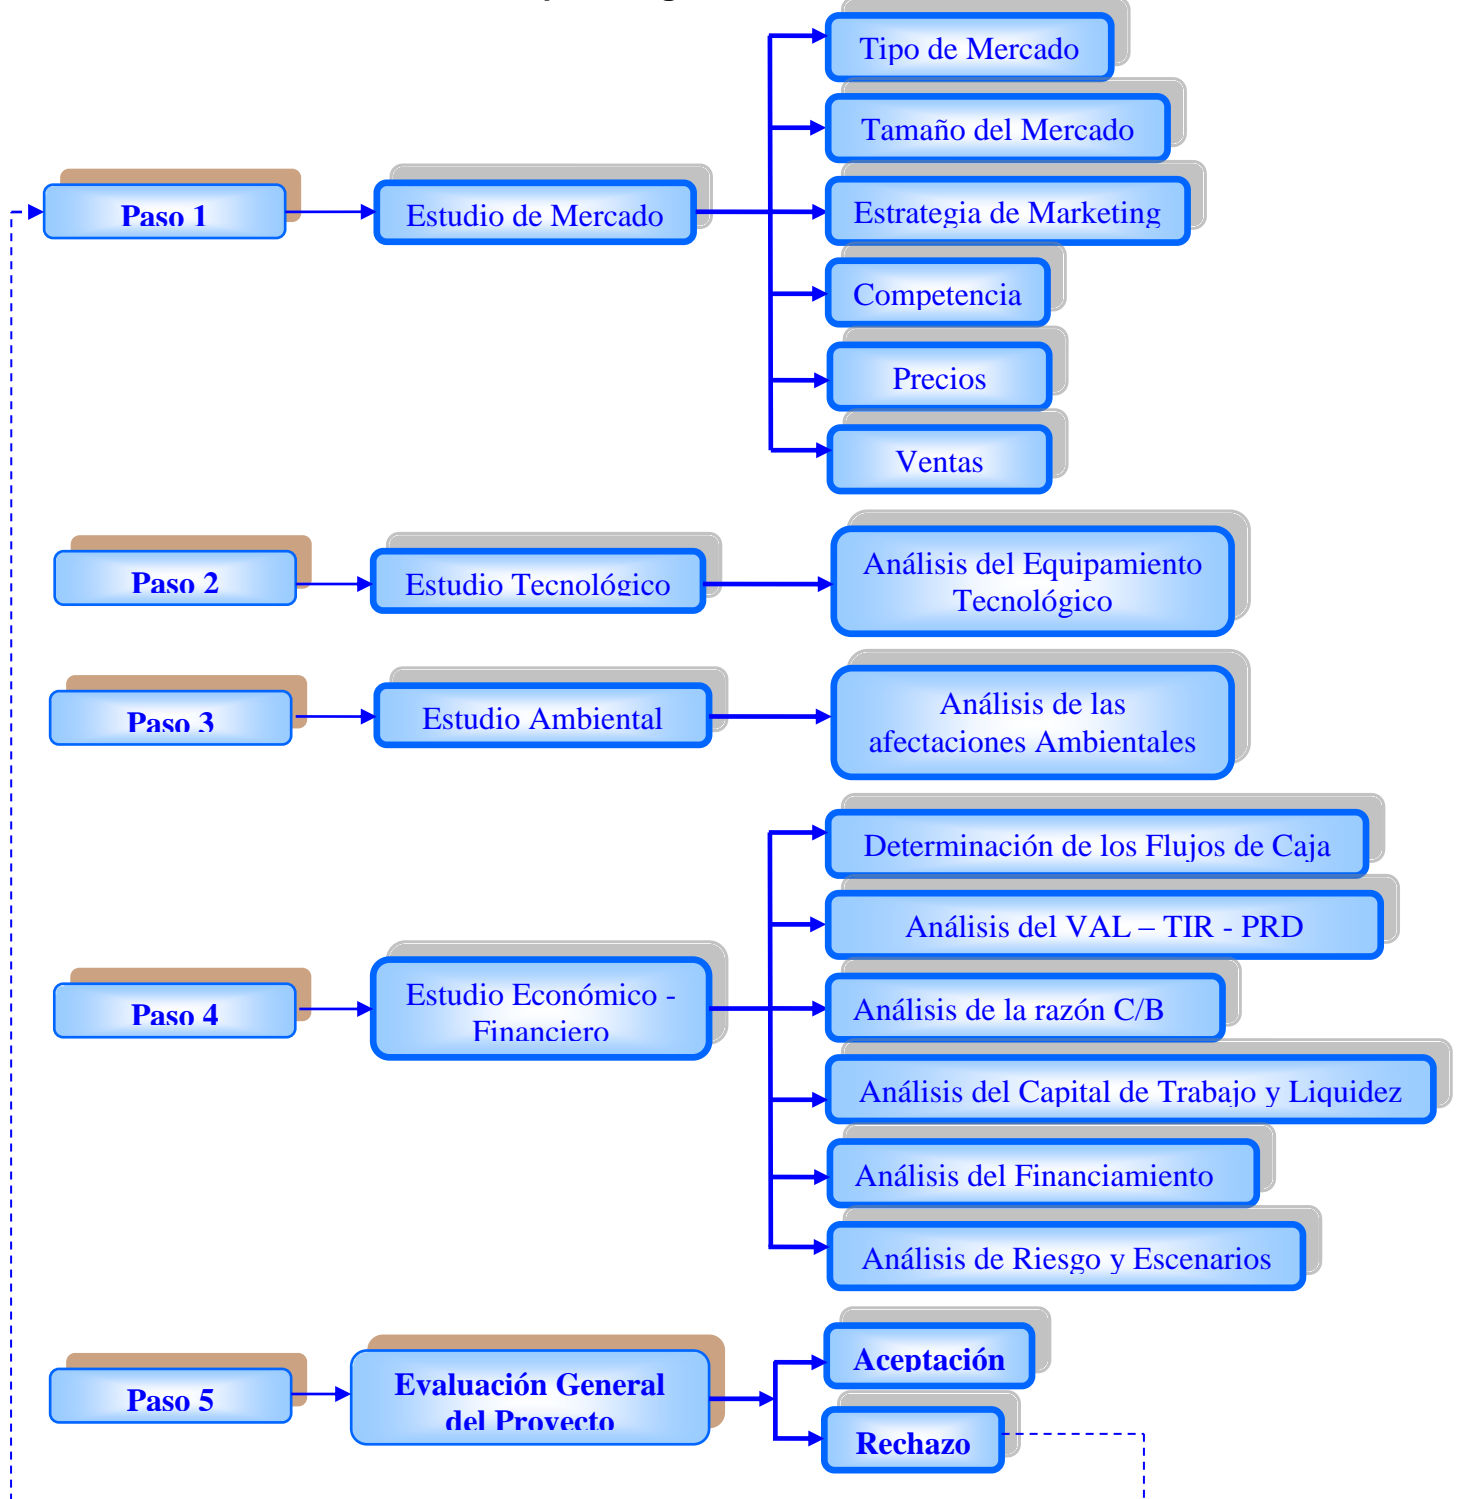 Tipo de Mercado
Tamaño del Mercado
Paso 1
Estudio de Mercado
Estrategia de Marketing
Competencia
Precios
Ventas
Paso 2
Estudio Tecnológico
Análisis del Equipamiento
Tecnológico
Paso 3
Estudio Ambiental
Análisis de las
afectaciones Ambientales
Determinación de los Flujos de Caja
Análisis del VAL – TIR - PRD
Paso 4
Estudio Económico -
Financiero
Análisis de la razón C/B
Análisis del Capital de Trabajo y Liquidez
Análisis del Financiamiento
Análisis de Riesgo y Escenarios
Paso 5
Evaluación General
del Proyecto
Aceptación
Rechazo